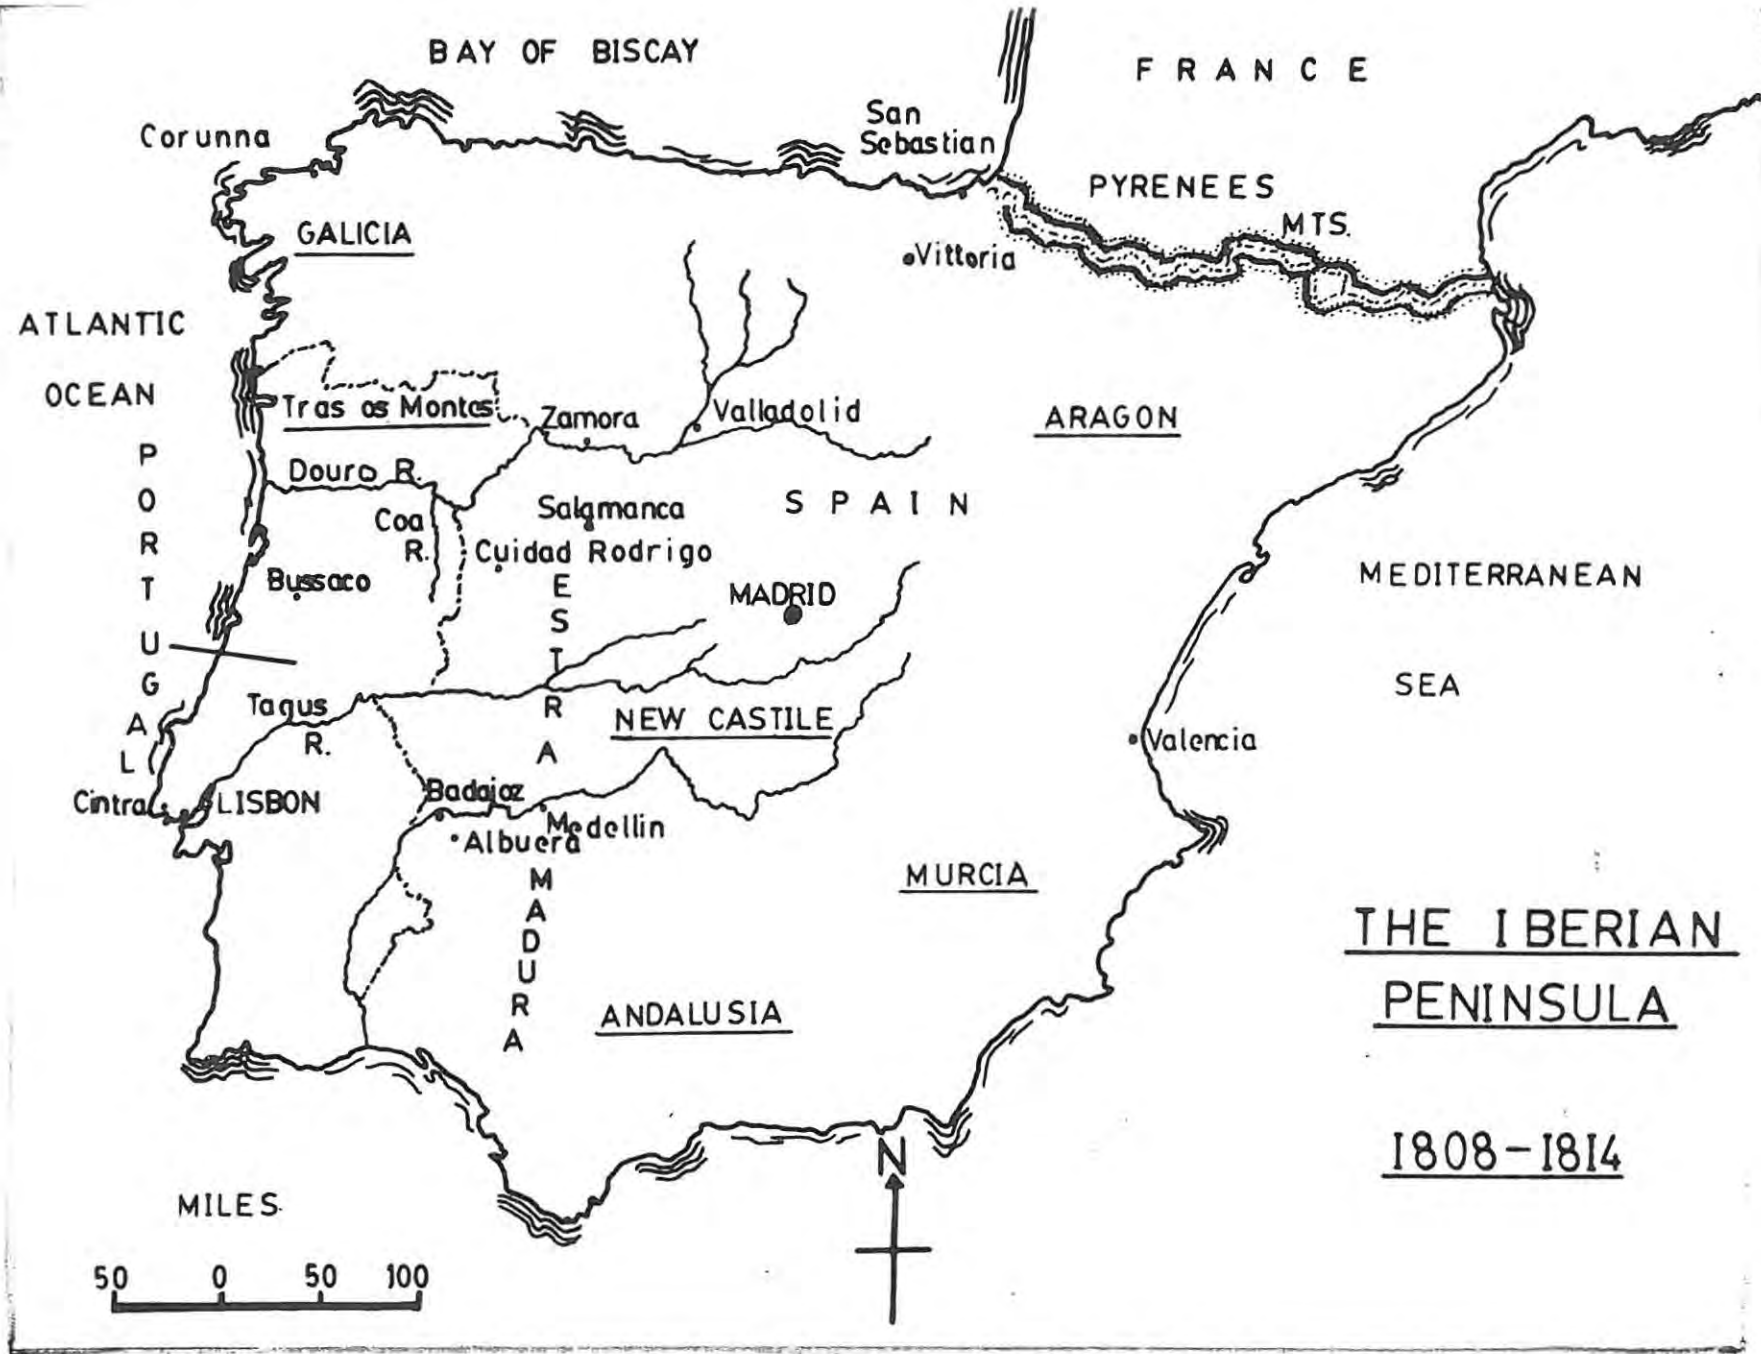 BAY OF BISCAY
FRANCE
San
Sebastian
Corunna
PYRENEES
MTS.
GALICIA
Vittoria
ATLANTIC
OCEAN
Tras os Montes
Zamora
Valladolid
ARAGON
PORTUGAL
Douro R.
Coa
R.
Salamanca
SPAIN
Cuidad Rodrigo
Bussaco
MADRID
MEDITERRANEAN
SEA
ESTRAMADURA
Tagus
R.
NEW CASTILE
Valencia
Cintra
LISBON
Badajoz
Medellin
Albuera
MURCIA
THE IBERIAN
PENINSULA
ANDALUSIA
1808-1814
N
MILES.
50 0 50 100